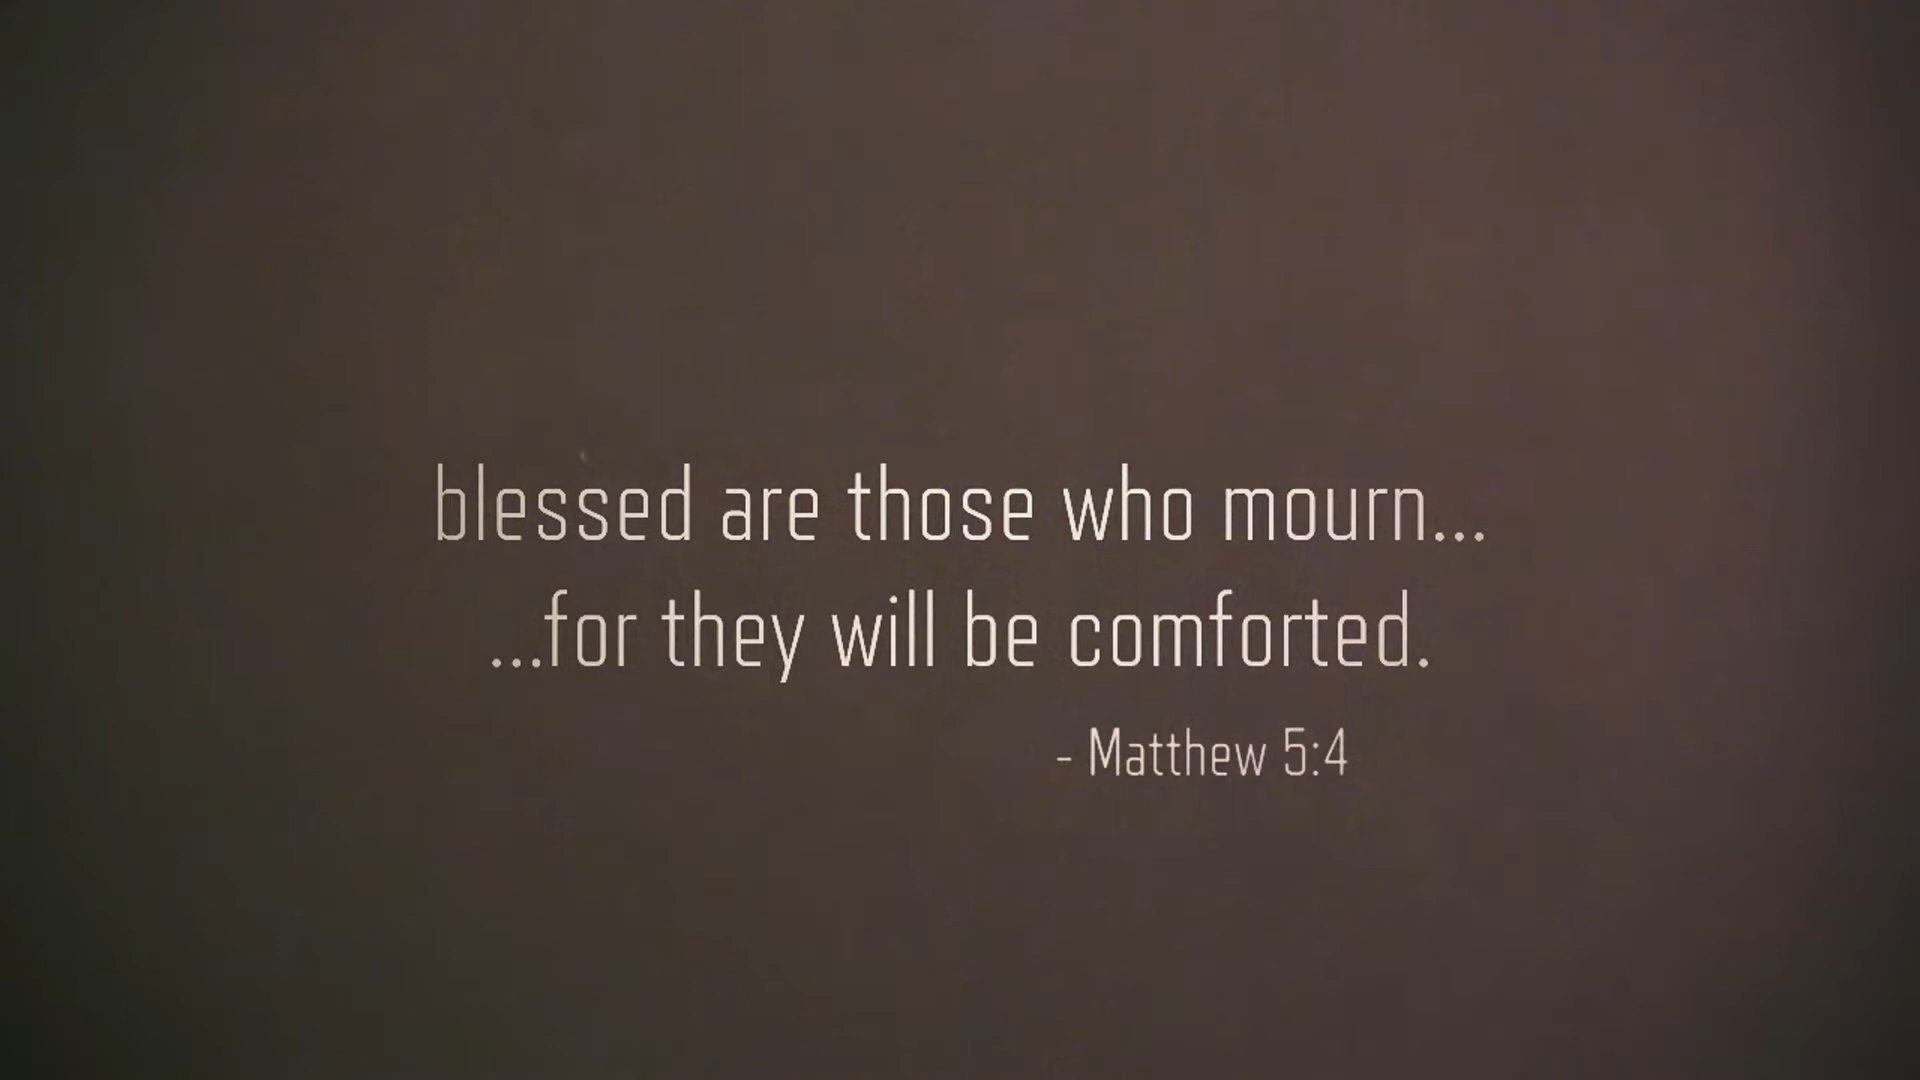 blessed are those who mourn...
...for they will be comforted.
- Matthew 5:4